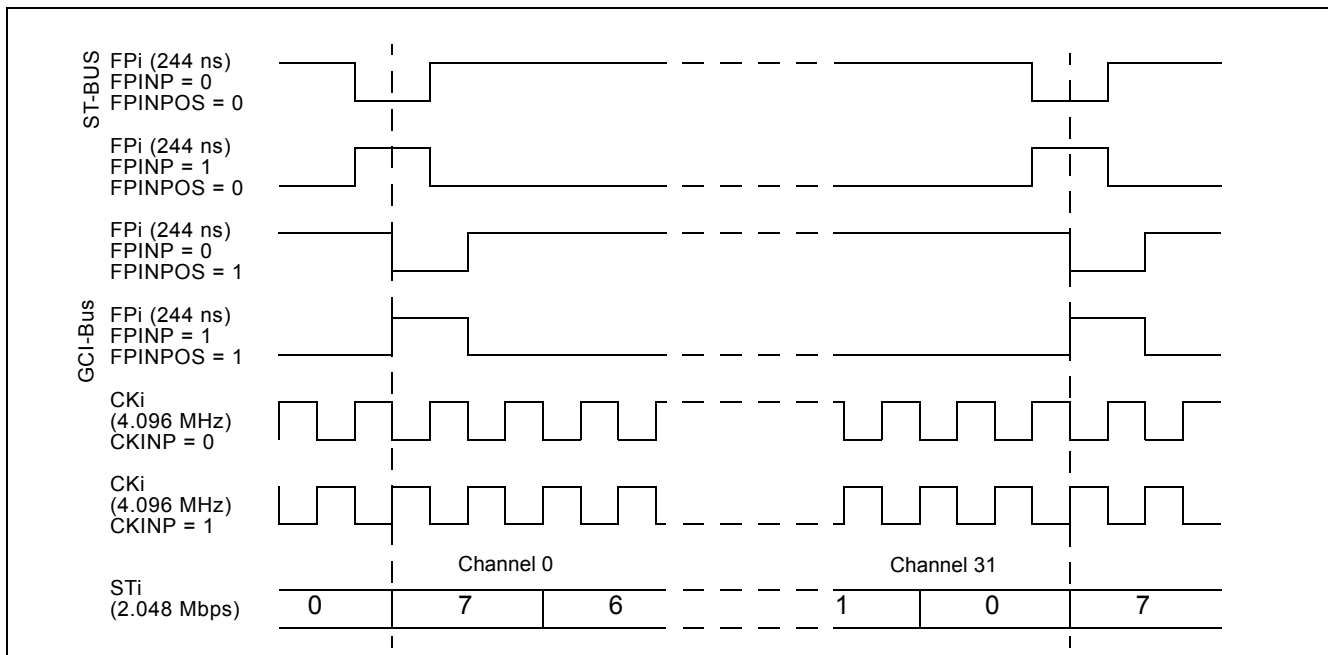 ST-BUS
FPi (244 ns)
FPINP = 0
FPINPOS = 0
FPi (244 ns)
FPINP = 1
FPINPOS = 0
FPi (244 ns)
FPINP = 0
FPINPOS = 1
GCI-Bus
FPi (244 ns)
FPINP = 1
FPINPOS = 1
CKi
(4.096 MHz)
CKINP = 0
CKi
(4.096 MHz)
CKINP = 1
Channel 0 Channel 31
STi
(2.048 Mbps)
0 7 6 1 0 7